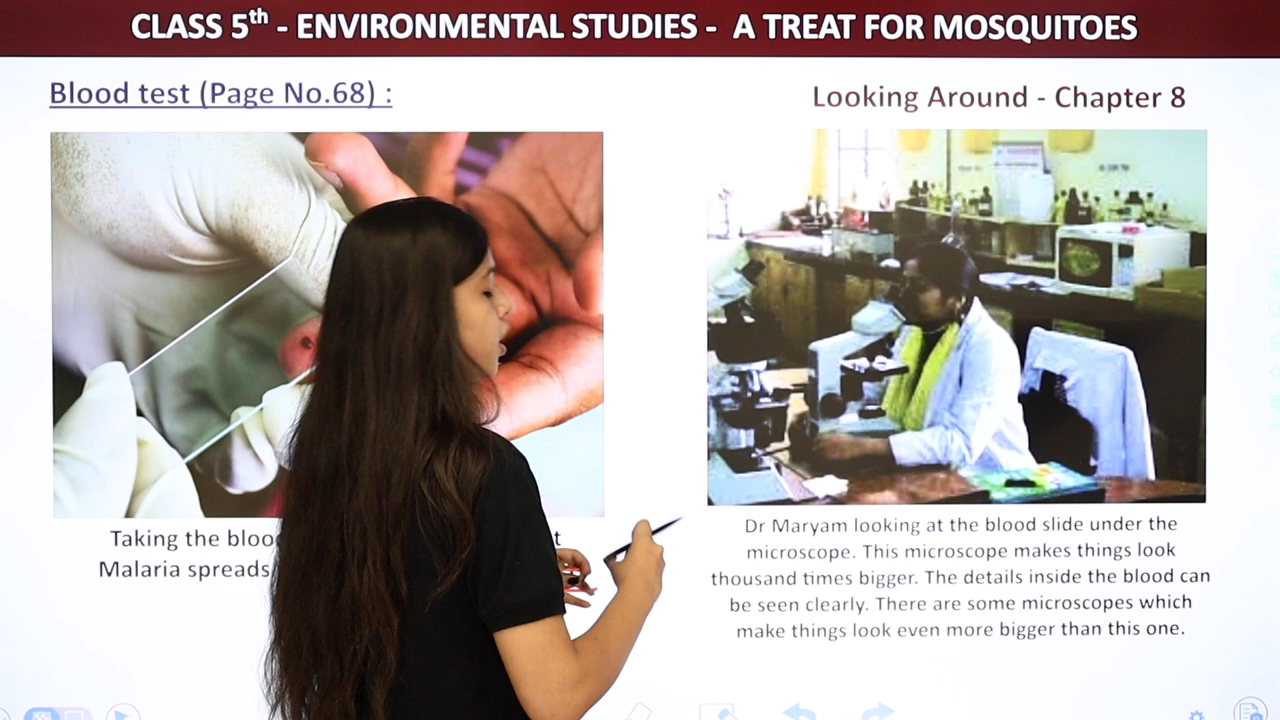 CLASS 5th - ENVIRONMENTAL STUDIES - A TREAT FOR MOSQUITOES
Blood test (Page No.68) :
Looking Around - Chapter 8
Taking the
Malaria spreads
Dr Maryam looking at the blood slide under the
microscope. This microscope makes things look
thousand times bigger. The details inside the blood can
be seen clearly. There are some microscopes which
make things look even more bigger than this one.